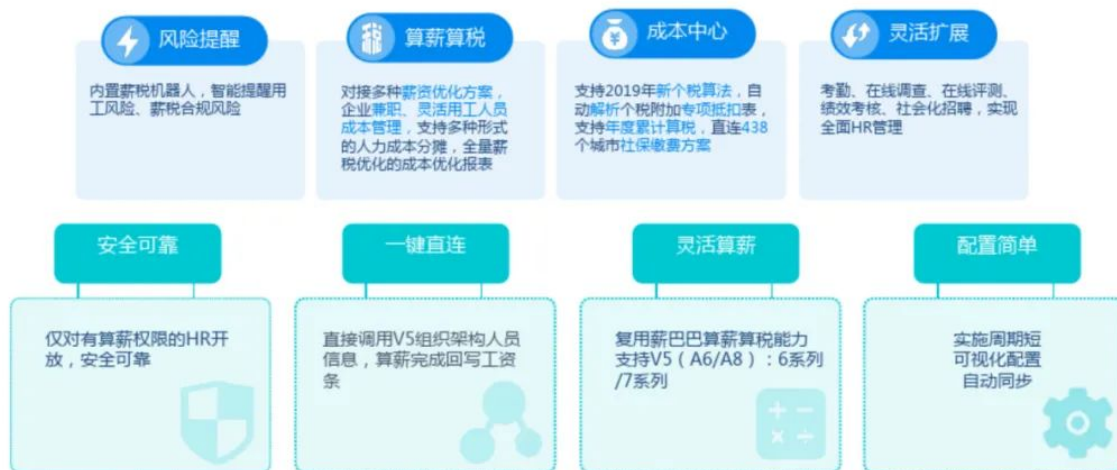 风险提醒
内置薪税机器人，智能提醒用
工风险、薪税合规风险
算薪算税
对接多种薪资优化方案，
企业兼职、灵活用工人员
成本管理，支持多种形式
的人力成本分摊，全量薪
税优化的成本优化报表
成本中心
支持2019年新个税算法，自
动解析个税附加专项抵扣表，
支持年度累计算税，直连438
个城市社保缴费方案
灵活扩展
考勤、在线调查、在线评测、
绩效考核、社会化招聘，实现
全面HR管理
安全可靠
仅对有算薪权限的HR开
放，安全可靠
一键直连
直接调用V5组织架构人员
信息，算薪完成回写工资
条
灵活算薪
复用薪巴巴算薪算税能力
支持V5（A6/A8）：6系列
/7系列
配置简单
实施周期短
可视化配置
自动同步
税
¥